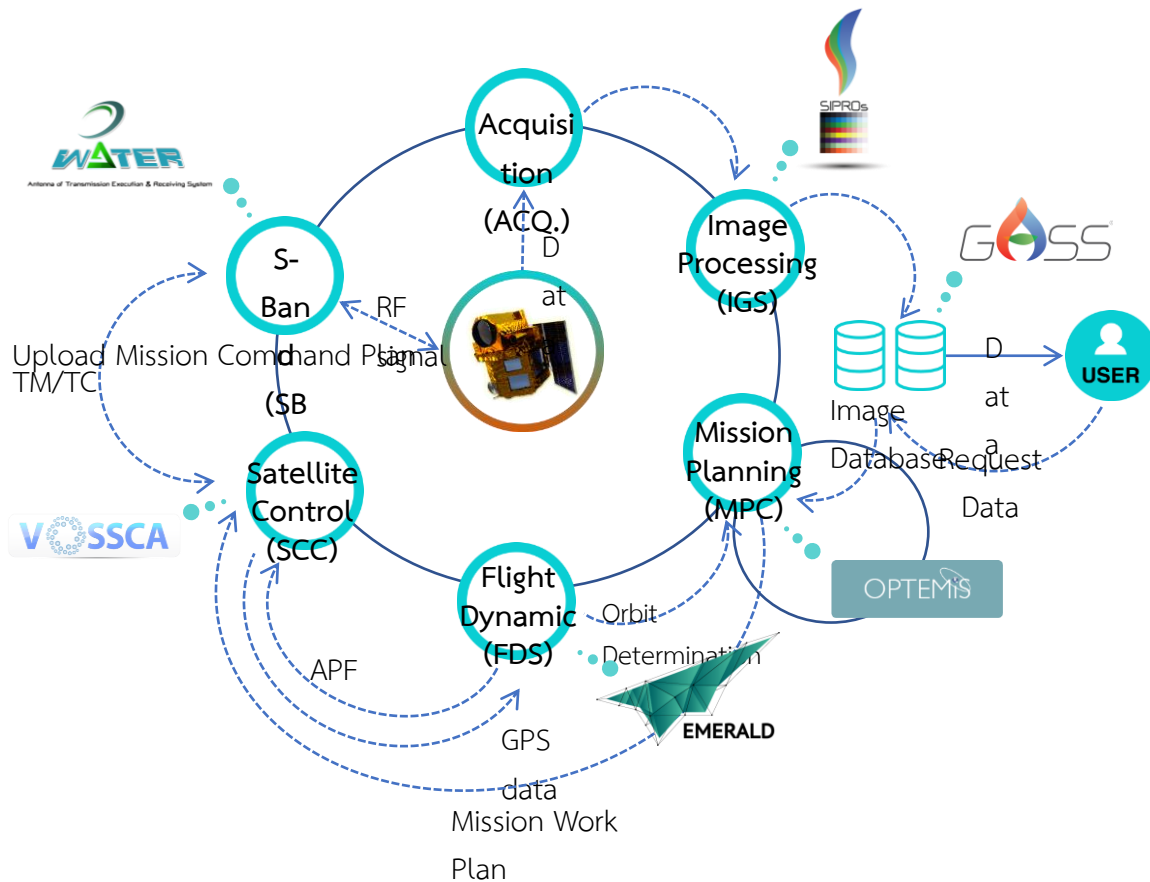 SIPROs
WATER
Antenna of Transmission Execution & Receiving System
Acquisi
tion
(ACQ.)
D
at
Image
Processing
(IGS)
GASS
S-
Ban
d
(SB
RF
signal
Upload Mission Command Plan
TM/TC
D
at
a
USER
Image
Database
Request
Data
Mission
Planning
(MPC)
Satellite
Control
(SCC)
VOSSCA
Flight
Dynamic
(FDS)
OPTEMiS
Orbit
Determination
APF
EMERALD
GPS
data
Mission Work
Plan